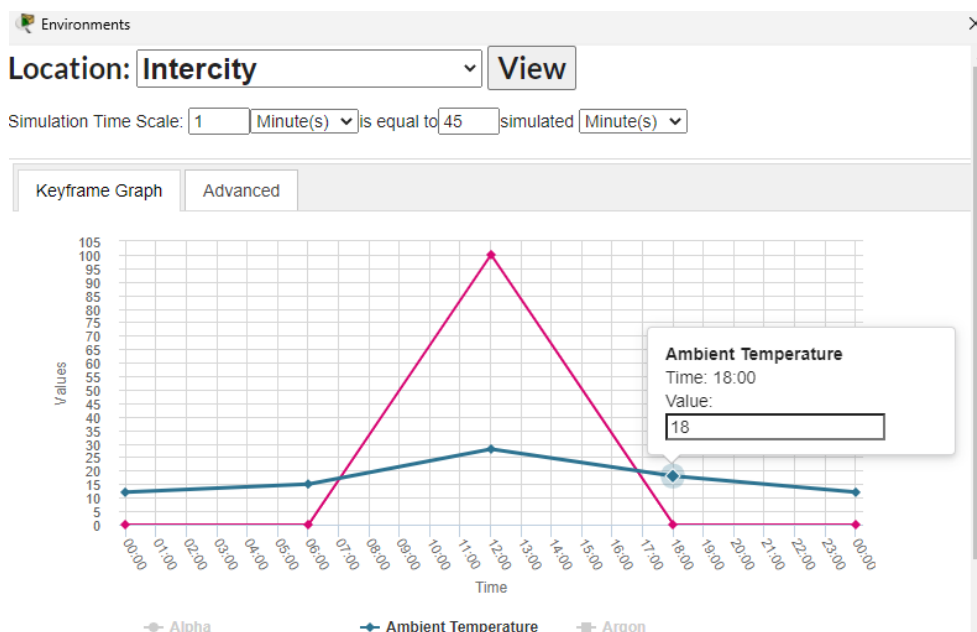 Environments
Location: Intercity View
Simulation Time Scale: 1 Minute(s) is equal to 45 simulated Minute(s)
Keyframe Graph Advanced
105
100
95
90
85
80
75
70
65
60
55
50
45
40
35
30
25
20
15
10
5
0
Values
Ambient Temperature
Time: 18:00
Value:
18
00:00 01:00 02:00 03:00 04:00 05:00 06:00 07:00 08:00 09:00 10:00 11:00 12:00 13:00 14:00 15:00 16:00 17:00 18:00 19:00 20:00 21:00 22:00 23:00 00:00
Time
Alpha Ambient Temperature Argon